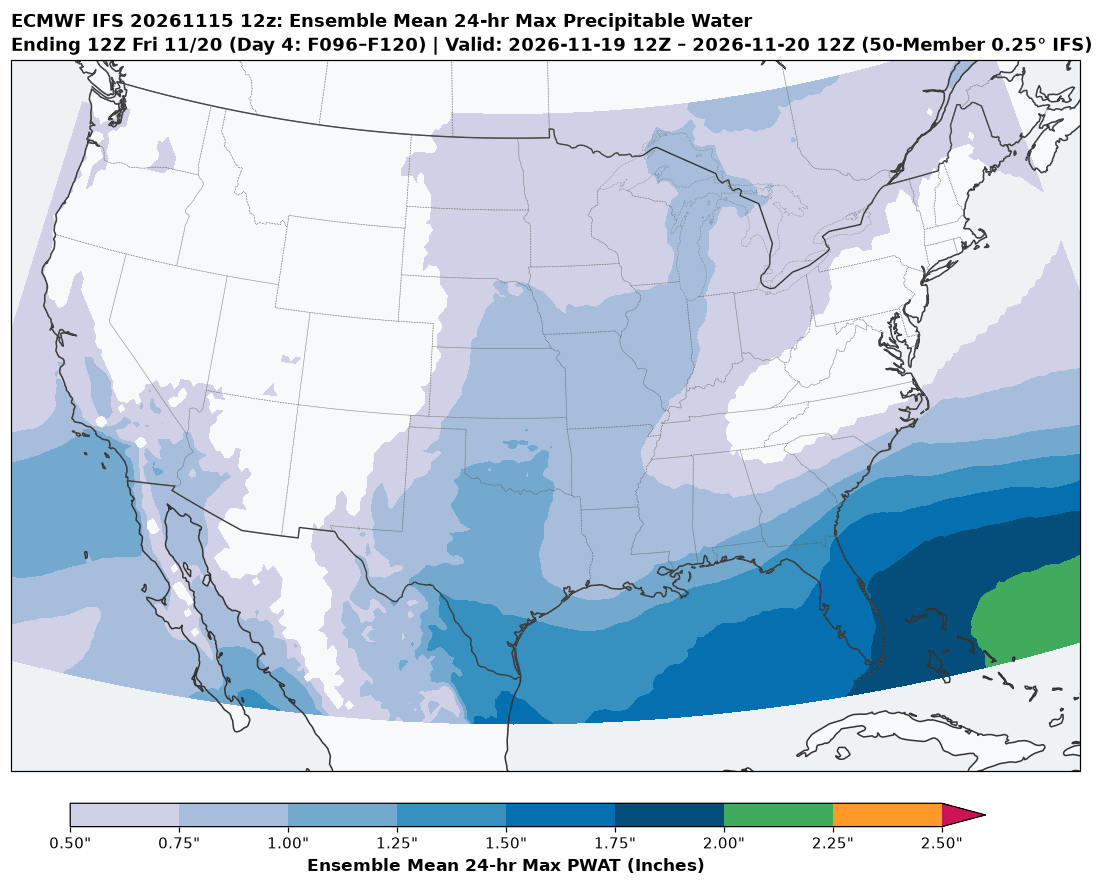 ECMWF IFS 20261115 12z: Ensemble Mean 24-hr Max Precipitable Water
Ending 12Z Fri 11/20 (Day 4: F096–F120) | Valid: 2026-11-19 12Z – 2026-11-20 12Z (50-Member 0.25° IFS)
0.50" 0.75" 1.00" 1.25" 1.50" 1.75" 2.00" 2.25" 2.50"
Ensemble Mean 24-hr Max PWAT (Inches)